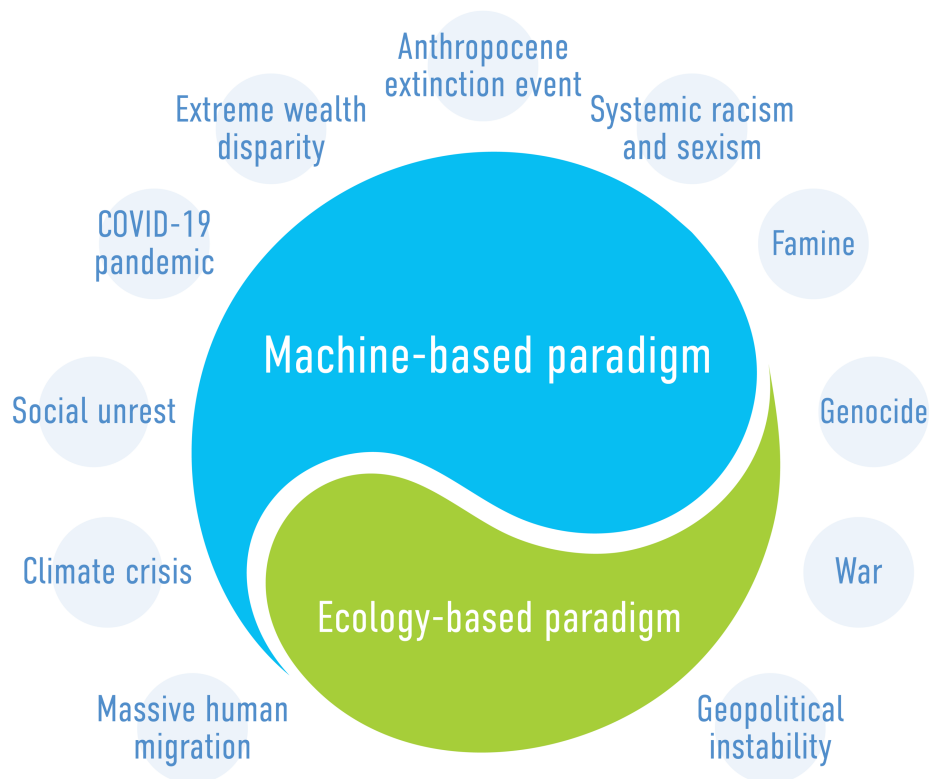 Anthropocene
extinction event
Extreme wealth
disparity
Systemic racism
and sexism
COVID-19
pandemic
Famine
Machine-based paradigm
Social unrest
Genocide
Climate crisis
War
Ecology-based paradigm
Massive human
migration
Geopolitical
instability